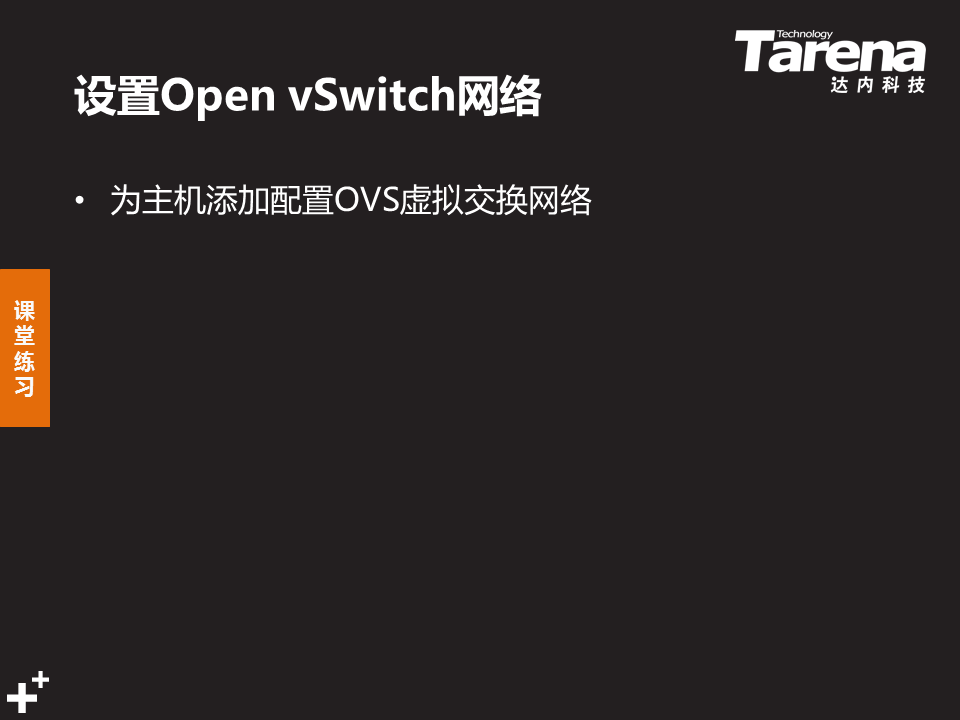 Technology
Tarena
达内科技
设置Open vSwitch网络
• 为主机添加配置OVS虚拟交换网络
课
堂
练
习